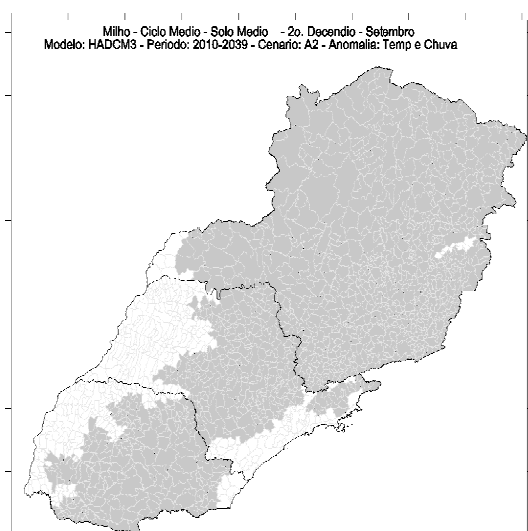 Milho - Ciclo Medio - Solo Medio - 2o. Decendio - Setembro
Modelo: HADCM3 - Periodo: 2010-2039 - Cenario: A2 - Anomalia: Temp e Chuva